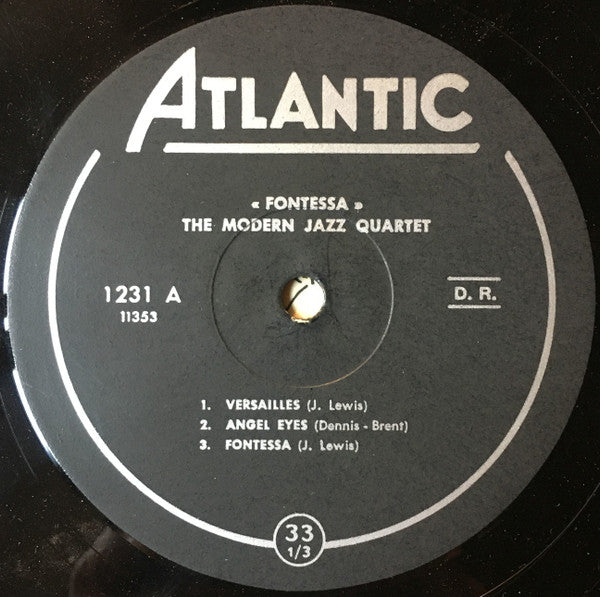 ATLANTIC
« FONTESSA »
THE MODERN JAZZ QUARTET
1231 A
11353
D. R.
1. VERSAILLES (J. Lewis)
2. ANGEL EYES (Dennis - Brent)
3. FONTESSA (J. Lewis)
33
1/3